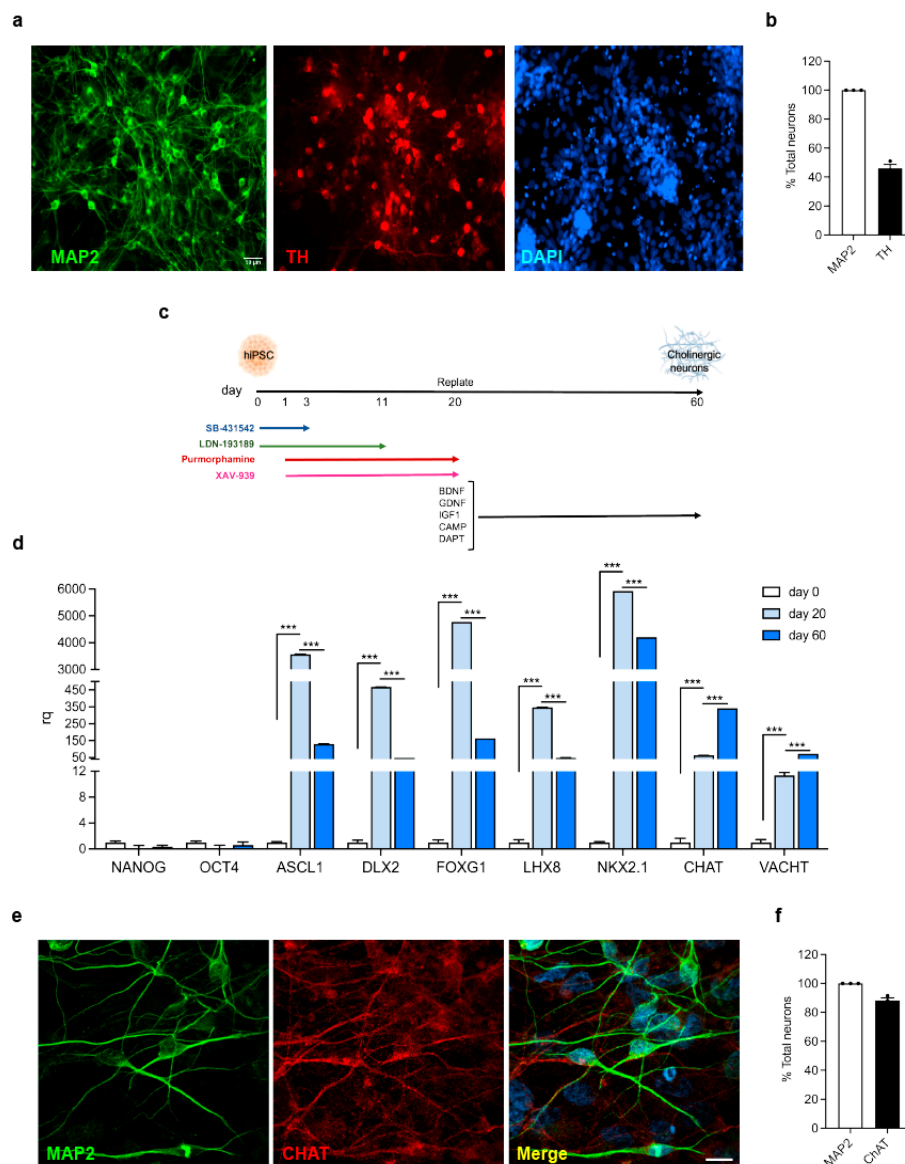 a
b
MAP2
10 µm
TH
DAPI
% Total neurons
120
100
80
60
40
20
0
MAP2
TH
c
hiPSC
Cholinergic
neurons
Replate
day
0 1 3 11 20 60
SB-431542
LDN-193189
Purmorphamine
XAV-939
BDNF
GDNF
IGF1
CAMP
DAPT
d
rq
6000
5000
4000
3000
450
350
250
150
50
12
8
4
0
*** *** *** *** *** *** *** *** *** *** *** *** *** ***
day 0
day 20
day 60
NANOG OCT4 ASCL1 DLX2 FOXG1 LHX8 NKX2.1 CHAT VACHT
e
f
MAP2
CHAT
Merge
% Total neurons
120
100
80
60
40
20
0
MAP2
ChAT